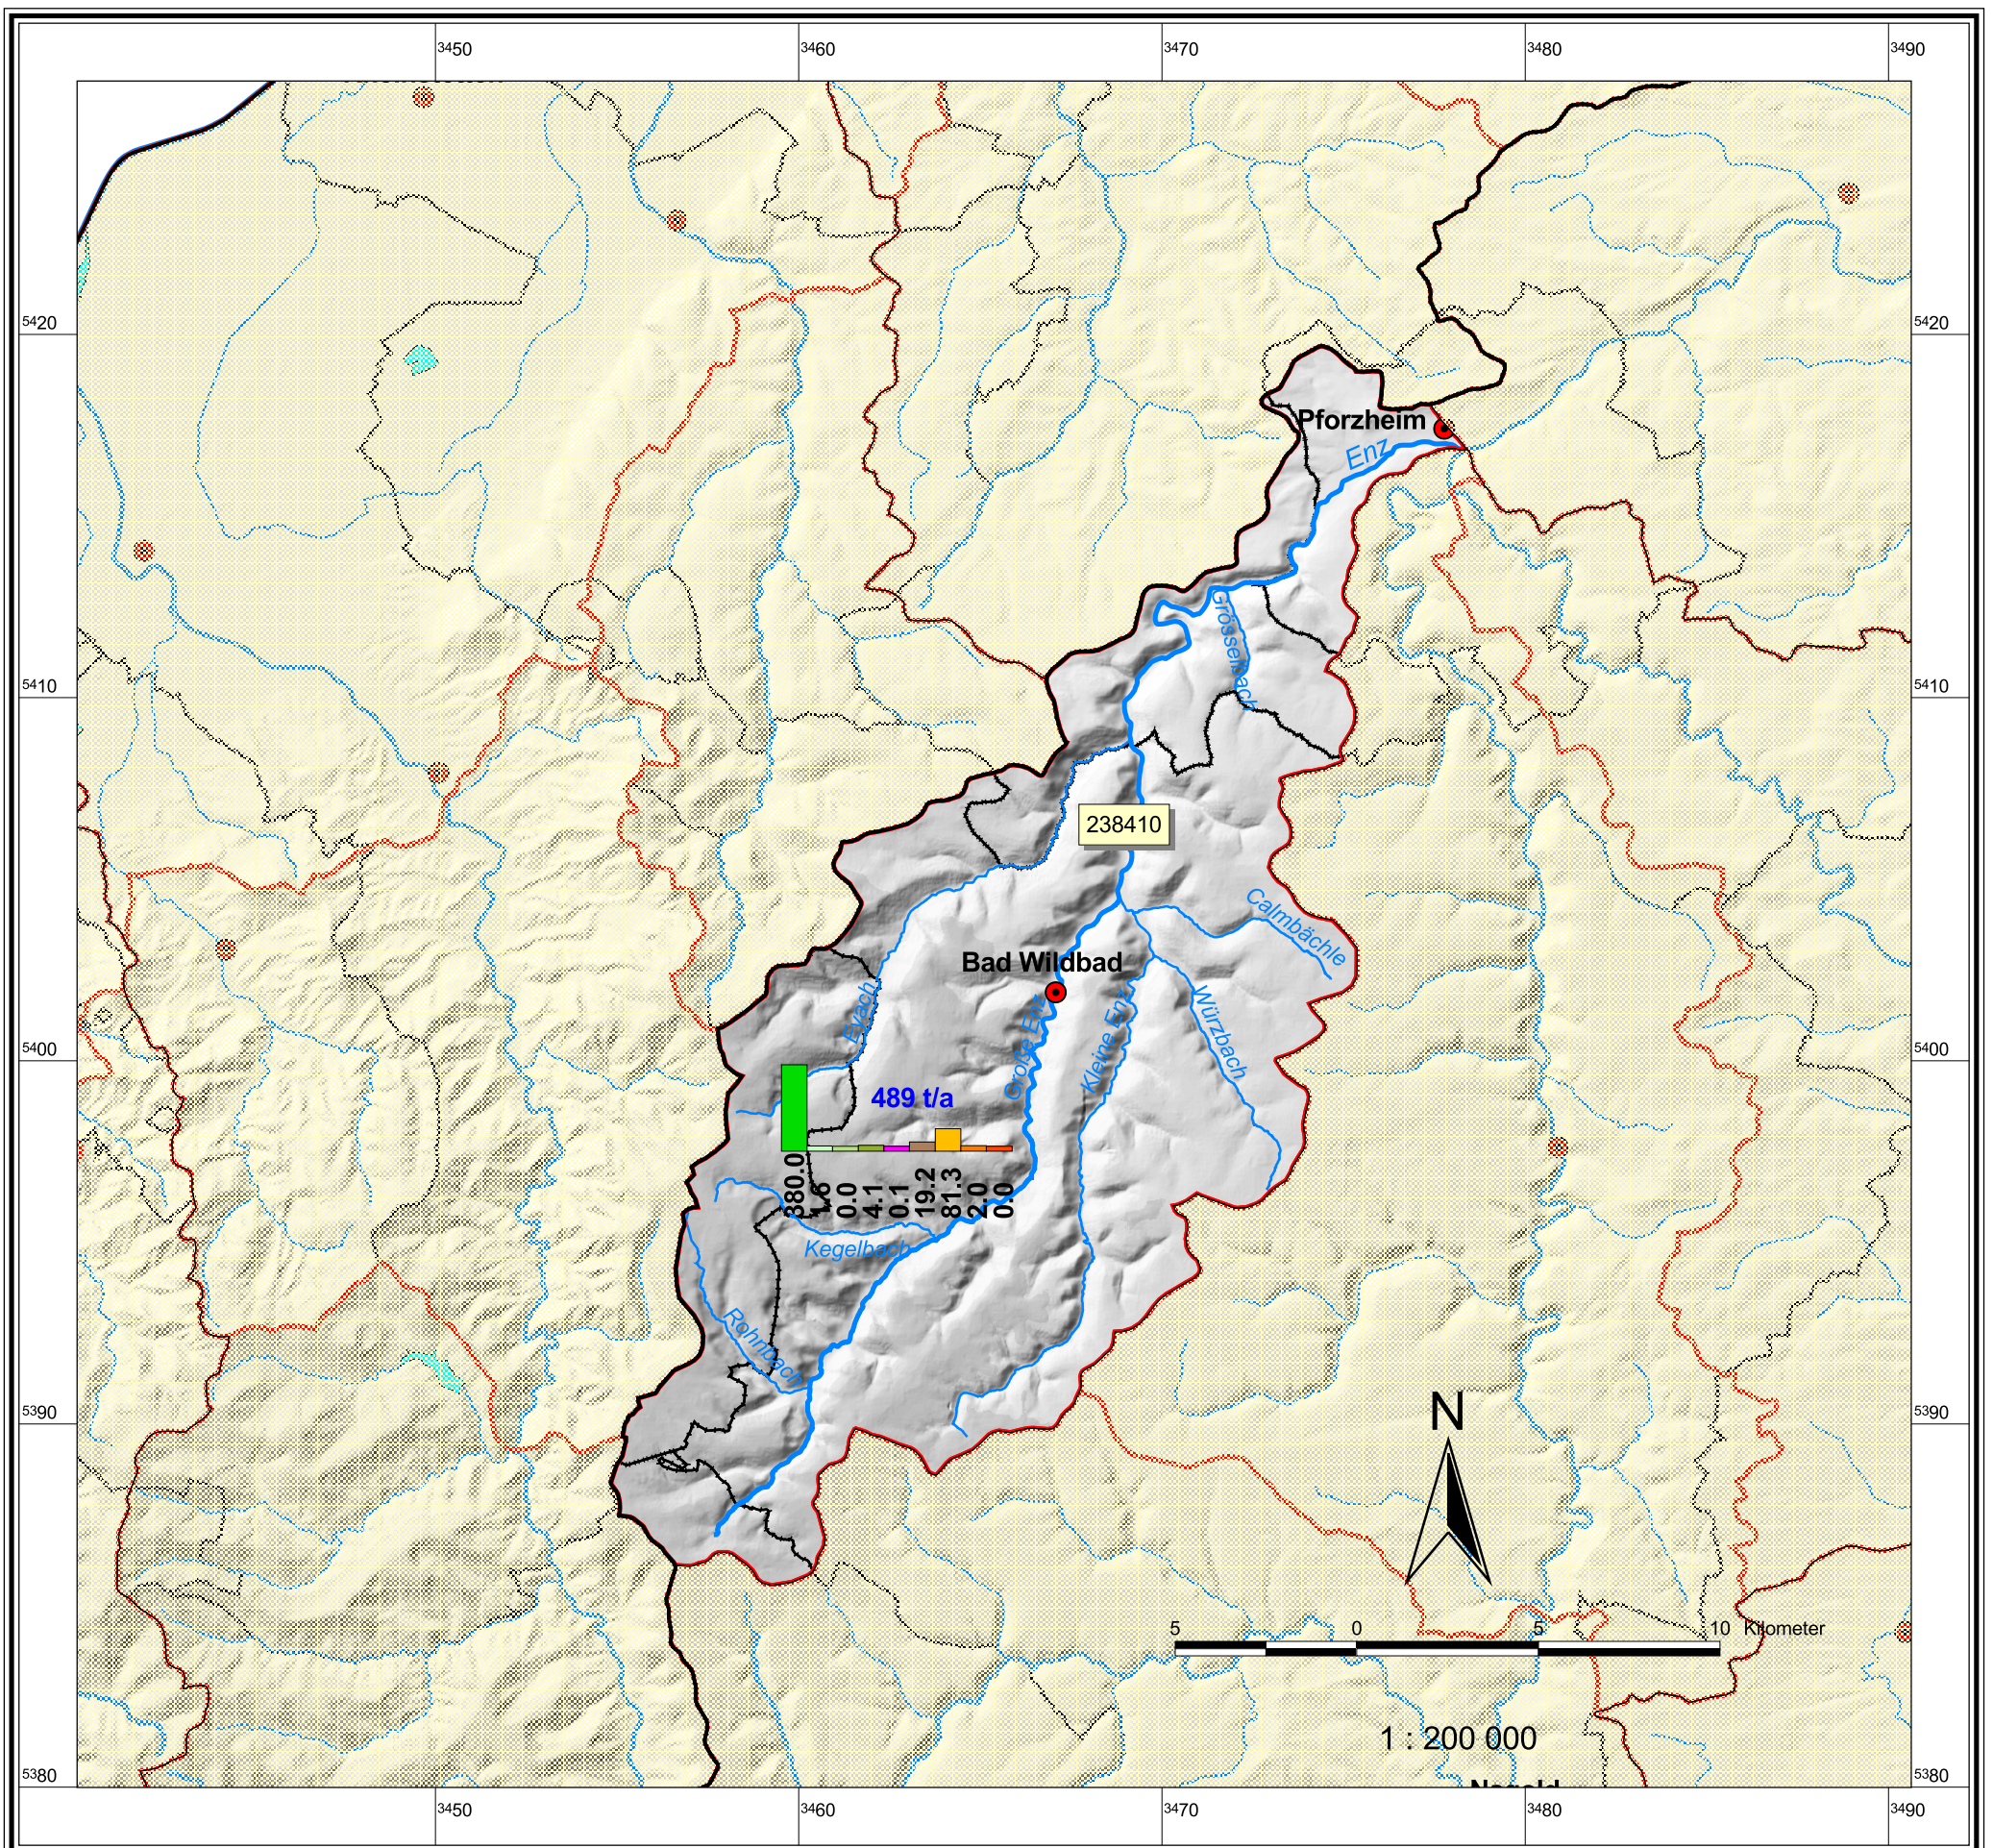 3450
3460
3470
3480
3490
5420
5420
Pforzheim
Enz
Grösselbach
5410
5410
238410
Calmbächle
Bad Wildbad
Eyach
Große Enz
Kleine Enz
Würzbach
5400
5400
489 t/a
380.0
1.6
0.0
4.1
0.1
19.2
81.3
2.0
0.0
Kegelbach
Rohnbach
N
5390
5390
5 0 5 10 Kilometer
1 : 200 000
Nagold
5380
5380
3450
3460
3470
3480
3490